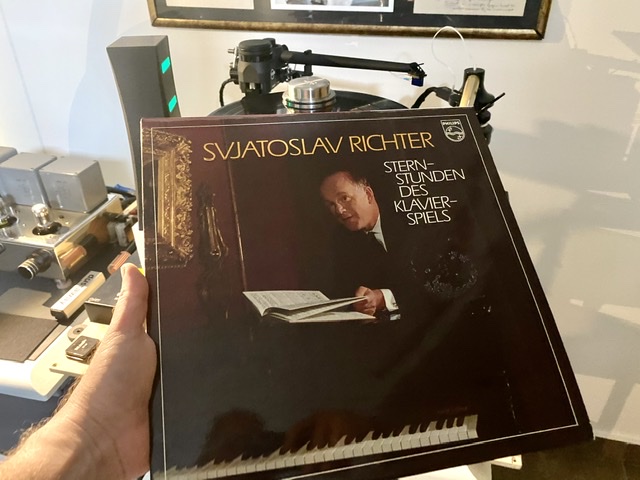 SVJATOSLAV RICHTER
PHILIPS
STERN-
STUNDEN
DES
KLAVIER-
SPIELS